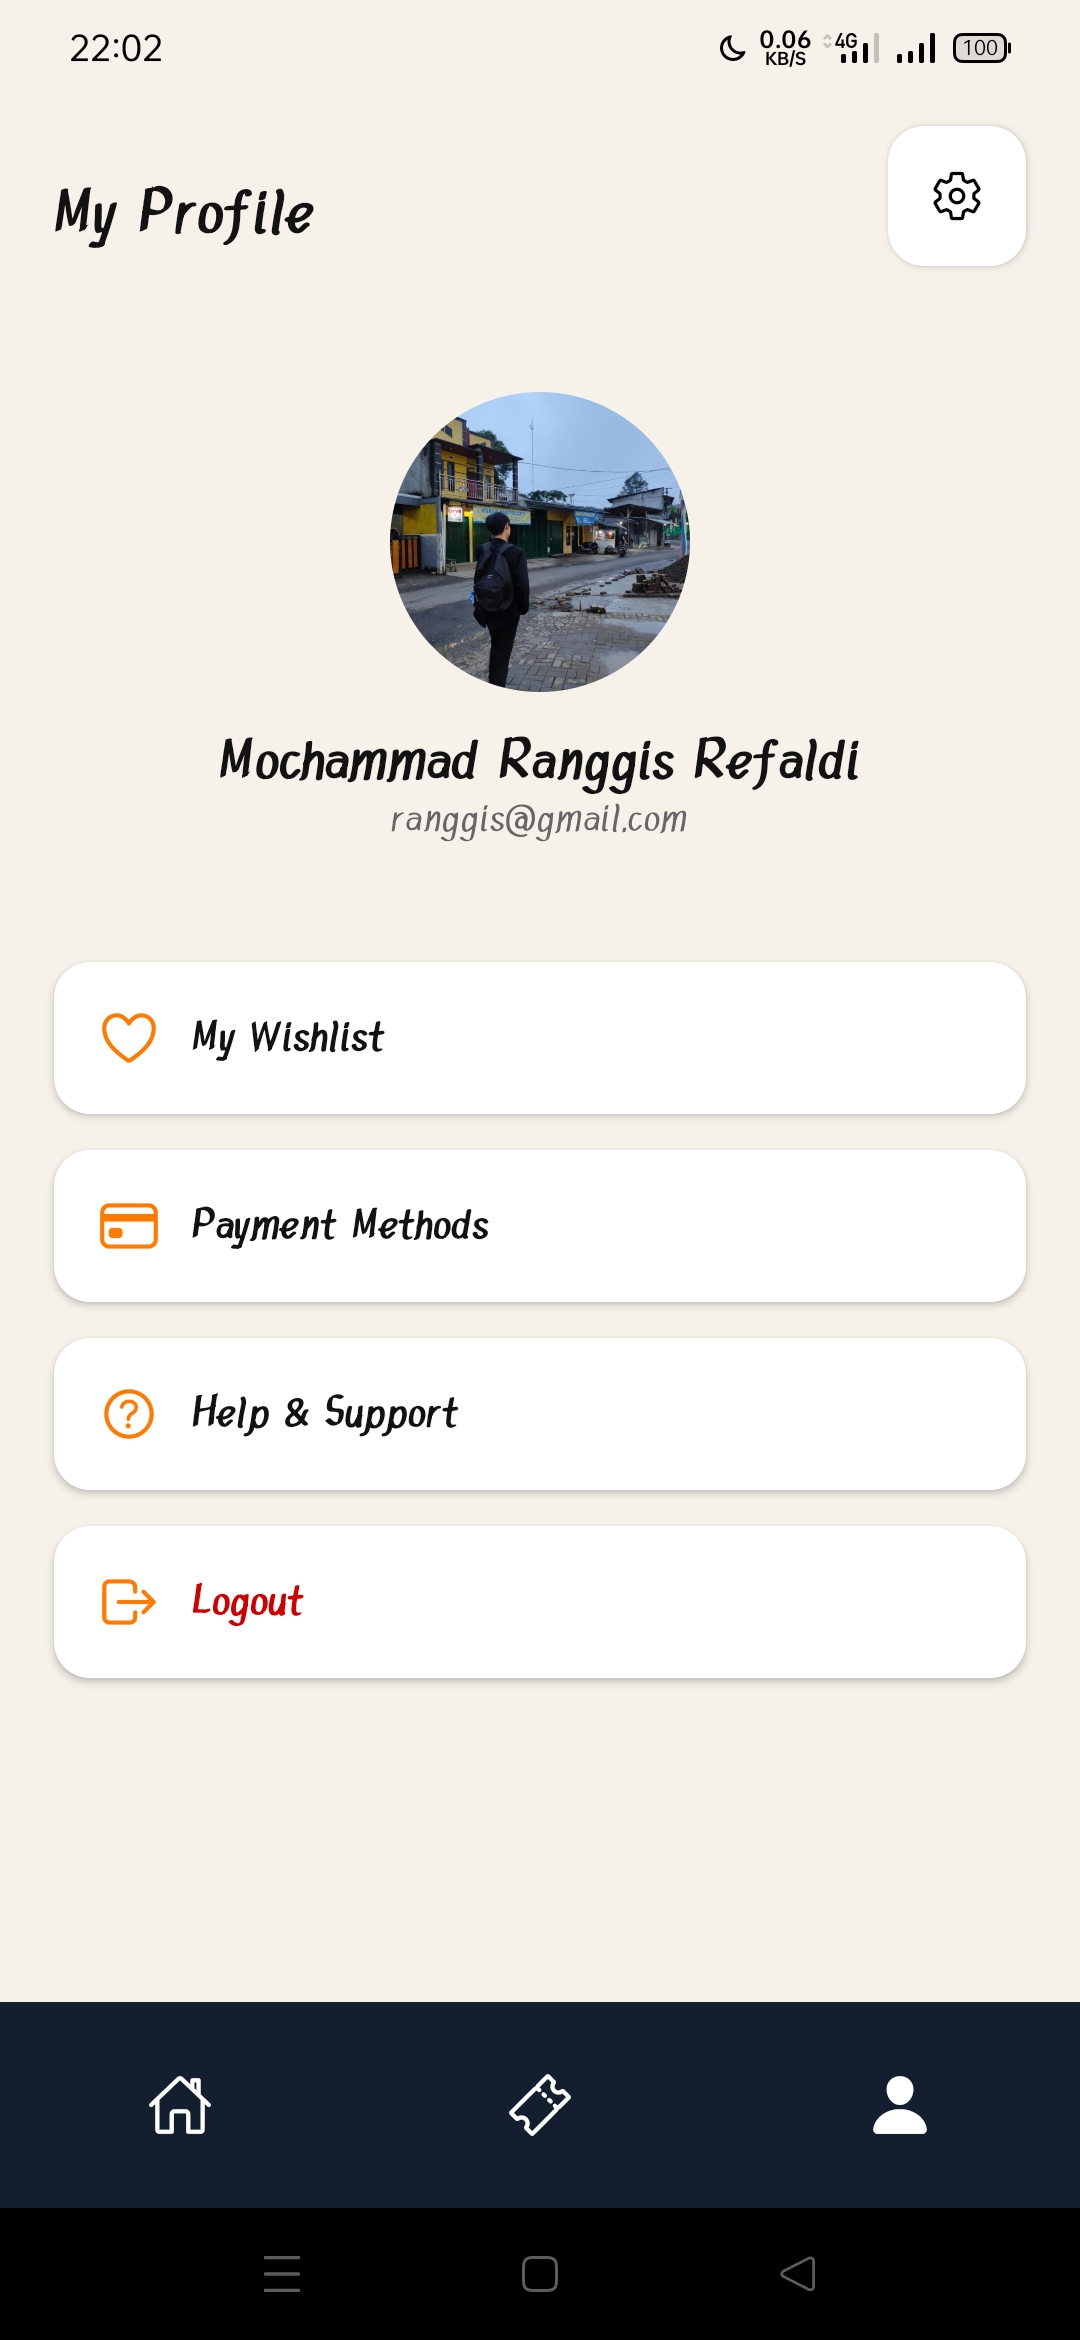 22:02
0.06
KB/S
4G
100
My Profile
Mochammad Ranggis Refaldi
ranggis@gmail.com
My Wishlist
Payment Methods
Help & Support
Logout